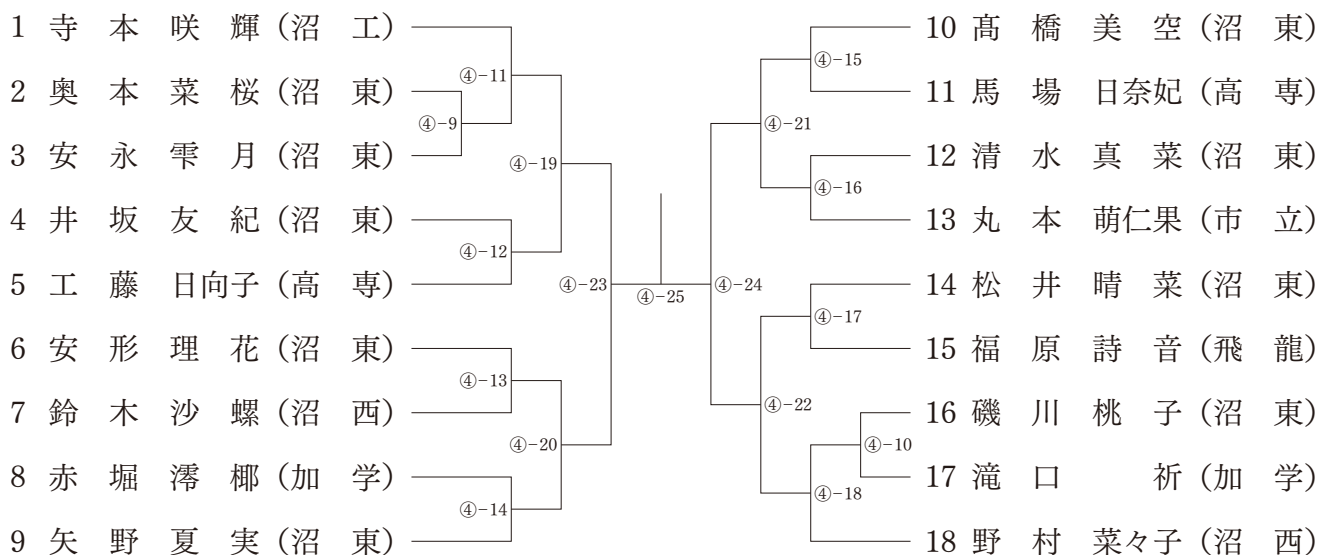 1 寺本咲輝（沼工）
2 奥本菜桜（沼東）
3 安永雫月（沼東）
4 井坂友紀（沼東）
5 工藤日向子（高専）
6 安形理花（沼東）
7 鈴木沙螺（沼西）
8 赤堀澪椰（加学）
9 矢野夏実（沼東）
④-11
④-9
④-19
④-12
④-23
④-13
④-20
④-14
④-25
④-15
④-21
④-16
④-24
④-17
④-22
④-10
④-18
10 髙橋美空（沼東）
11 馬場日奈妃（高専）
12 清水真菜（沼東）
13 丸本萌仁果（市立）
14 松井晴菜（沼東）
15 福原詩音（飛龍）
16 磯川桃子（沼東）
17 滝口祈（加学）
18 野村菜々子（沼西）